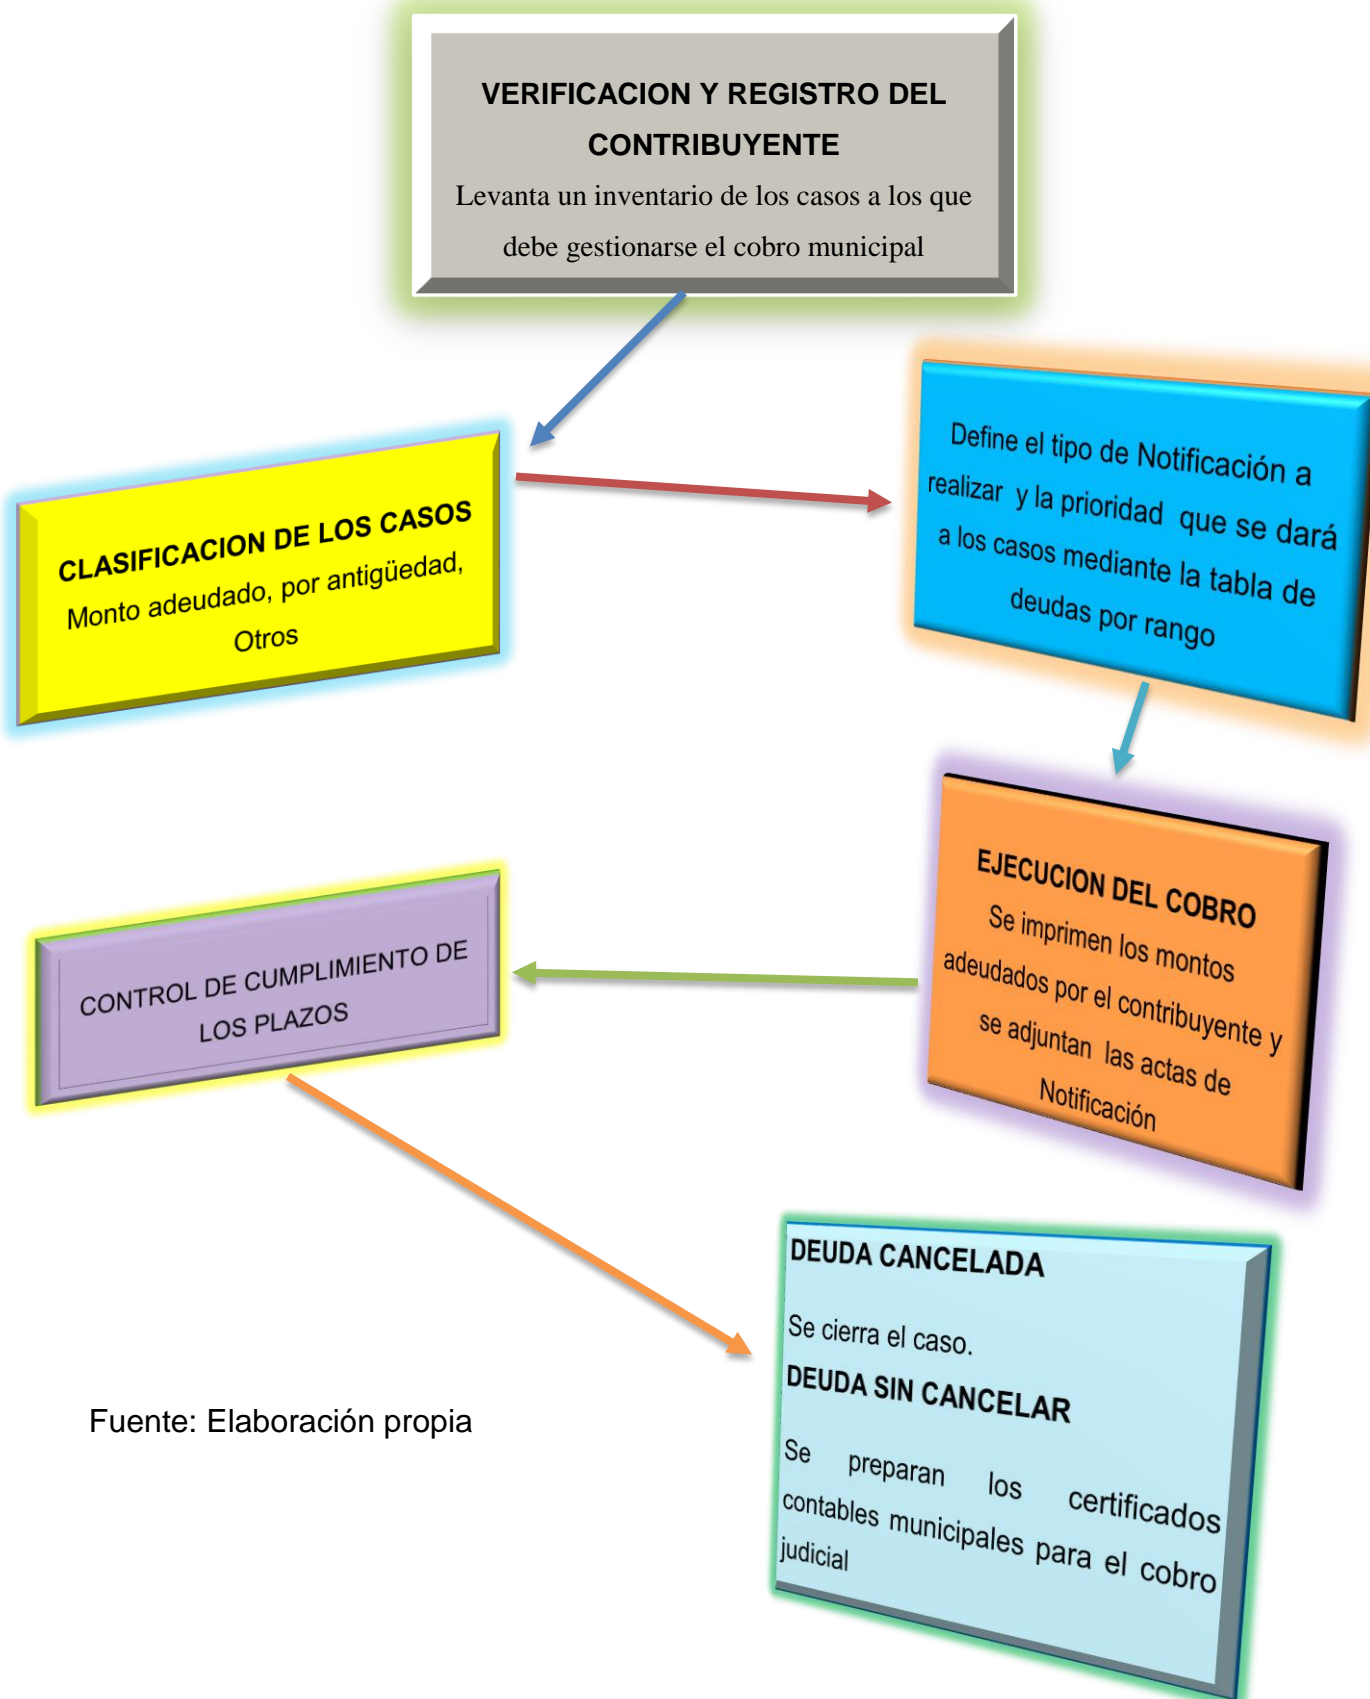 VERIFICACION Y REGISTRO DEL
CONTRIBUYENTE
Levanta un inventario de los casos a los que
debe gestionarse el cobro municipal
CLASIFICACION DE LOS CASOS
Monto adeudado, por antigüedad,
Otros
Define el tipo de Notificación a
realizar y la prioridad que se dará
a los casos mediante la tabla de
deudas por rango
EJECUCION DEL COBRO
Se imprimen los montos
adeudados por el contribuyente y
se adjuntan las actas de
Notificación
CONTROL DE CUMPLIMIENTO DE
LOS PLAZOS
DEUDA CANCELADA
Se cierra el caso.
DEUDA SIN CANCELAR
Se preparan los certificados
contables municipales para el cobro
judicial
Fuente: Elaboración propia